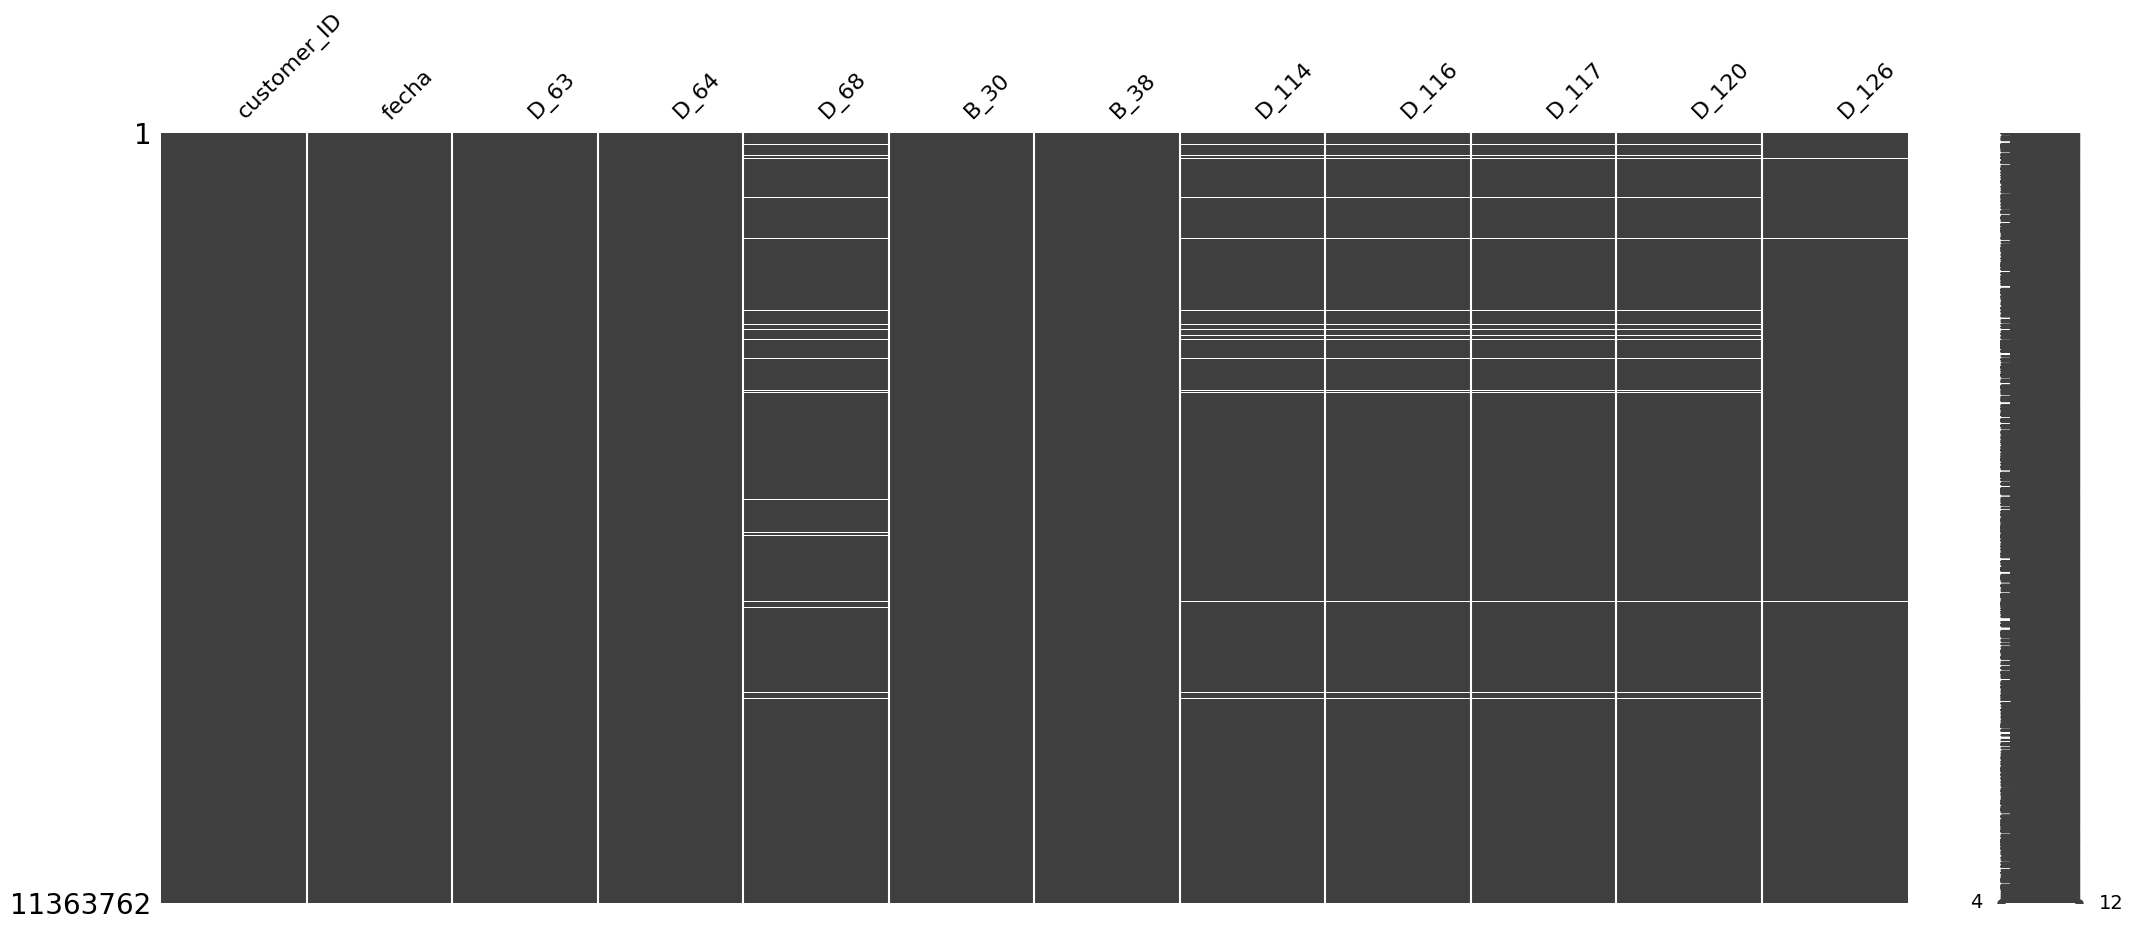 customer_ID
fecha
D_63
D_64
D_68
B_30
B_38
D_114
D_116
D_117
D_120
D_126
1
11363762
4
12